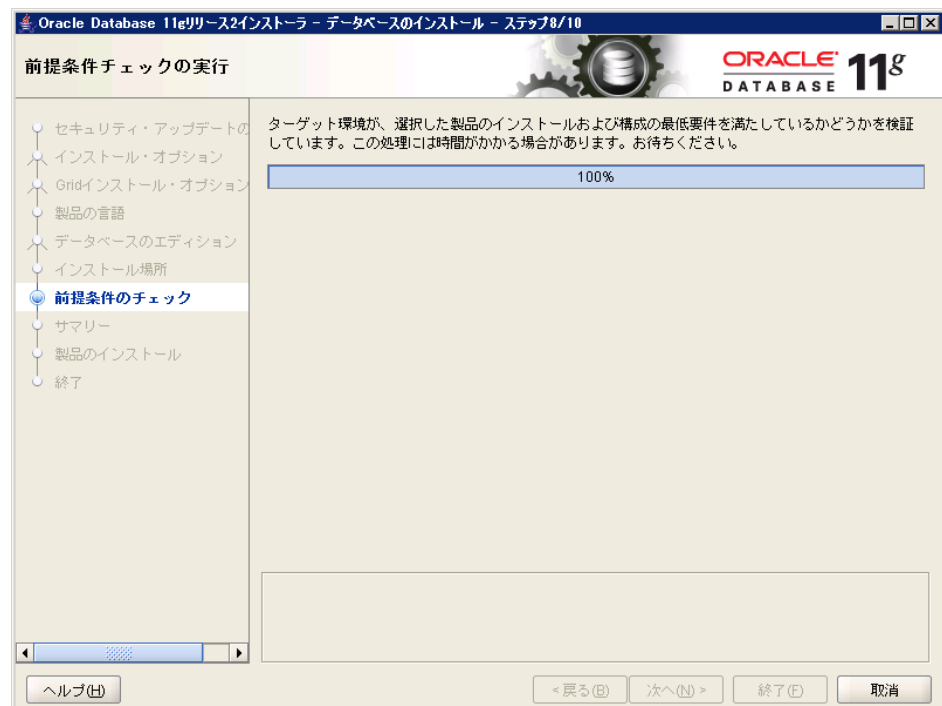 Oracle Database 11gリリース2インストーラ - データベースのインストール - ステップ8/10
前提条件チェックの実行
ORACLE 11g
DATABASE
セキュリティ・アップデートの
インストール・オプション
Gridインストール・オプション
製品の言語
データベースのエディション
インストール場所
前提条件のチェック
サマリー
製品のインストール
終了
ターゲット環境が、選択した製品のインストールおよび構成の最低要件を満たしているかどうかを検証
しています。この処理には時間がかかる場合があります。お待ちください。
100%
ヘルプ(H)
<戻る(B)
次へ(N) >
終了(F)
取消